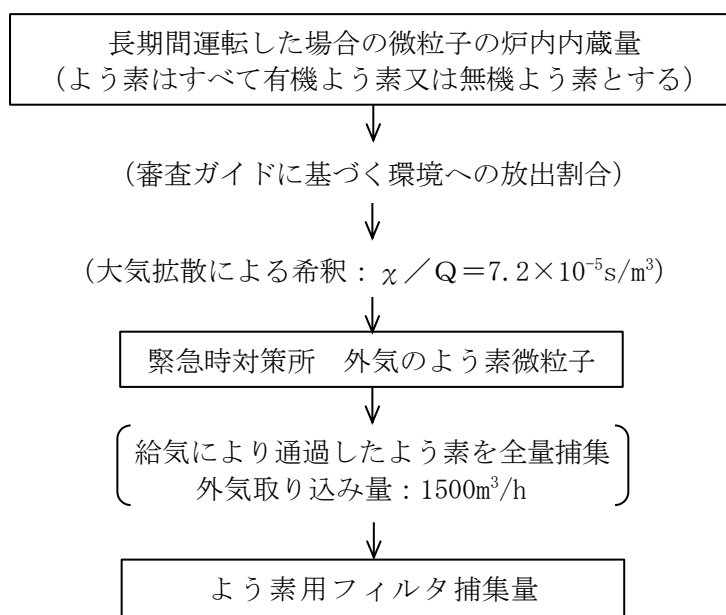 長期間運転した場合の微粒子の炉内内蔵量
(よう素はすべて有機よう素又は無機よう素とする)
(審査ガイドに基づく環境への放出割合)
(大気拡散による希釈：χ／Q＝7.2×10⁻⁵s/m³)
緊急時対策所　外気のよう素微粒子
給気により通過したよう素を全量捕集
外気取り込み量：1500m³/h
よう素用フィルタ捕集量